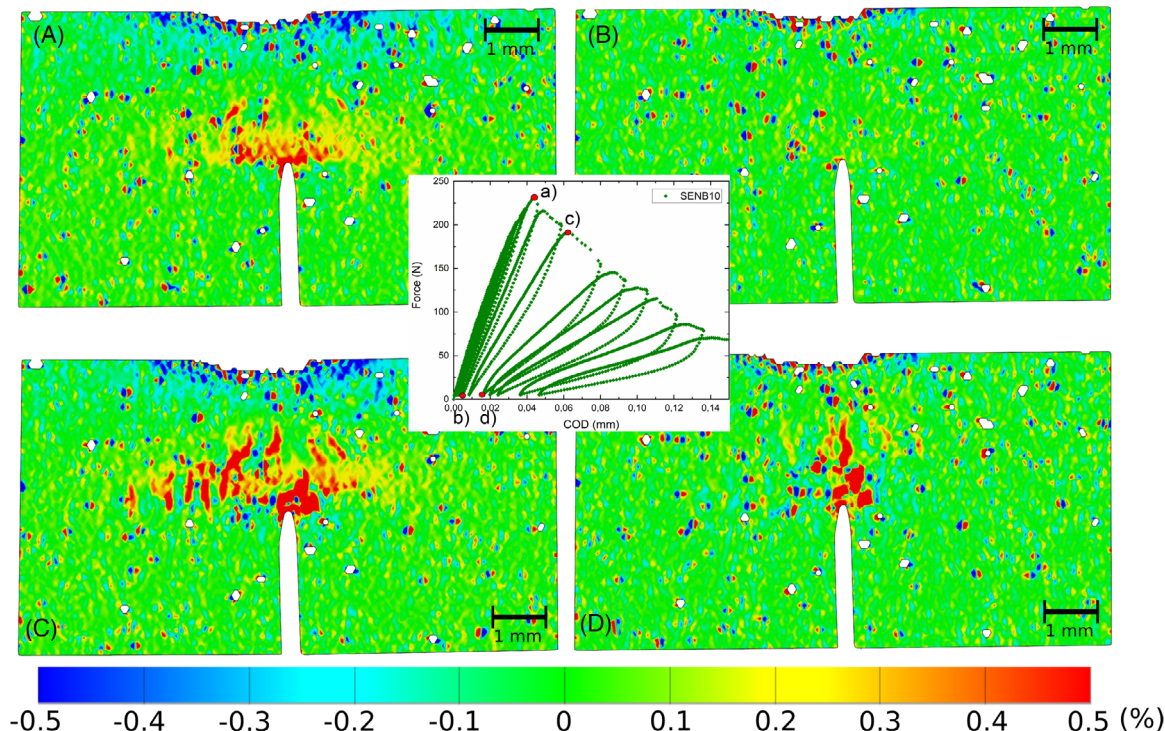 (A)
1 mm
(B)
1 mm
250
200
150
100
50
0
Force (N)
0.00
0.02
0.04
0.06
0.08
0.10
0.12
0.14
COD (mm)
SENB10
a)
c)
b)
d)
(C)
1 mm
(D)
1 mm
-0.5 -0.4 -0.3 -0.2 -0.1 0 0.1 0.2 0.3 0.4 0.5 (%)